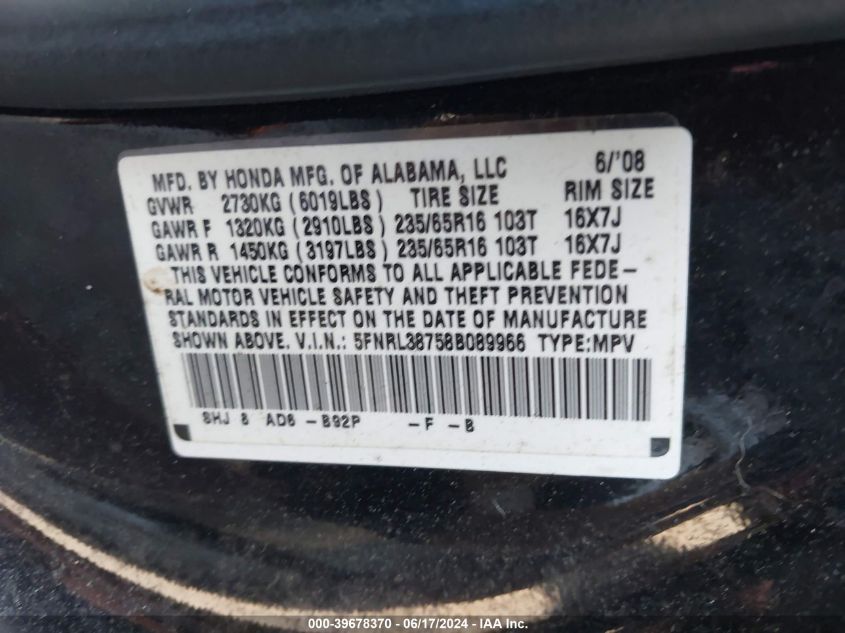 MFD. BY HONDA MFG. OF ALABAMA, LLC 6/'08
GVWR 2730KG (6019LBS) TIRE SIZE RIM SIZE
GAWR F 1320KG (2910LBS) 235/65R16 103T 16X7J
GAWR R 1450KG (3197LBS) 235/65R16 103T 16X7J
THIS VEHICLE CONFORMS TO ALL APPLICABLE FEDE-
RAL MOTOR VEHICLE SAFETY AND THEFT PREVENTION
STANDARDS IN EFFECT ON THE DATE OF MANUFACTURE
SHOWN ABOVE. V.I.N.: 5FNRL38758B089966 TYPE:MPV
SHJ 8 AD6 -B92P -F -B
000-39678370 - 06/17/2024 - IAA Inc.